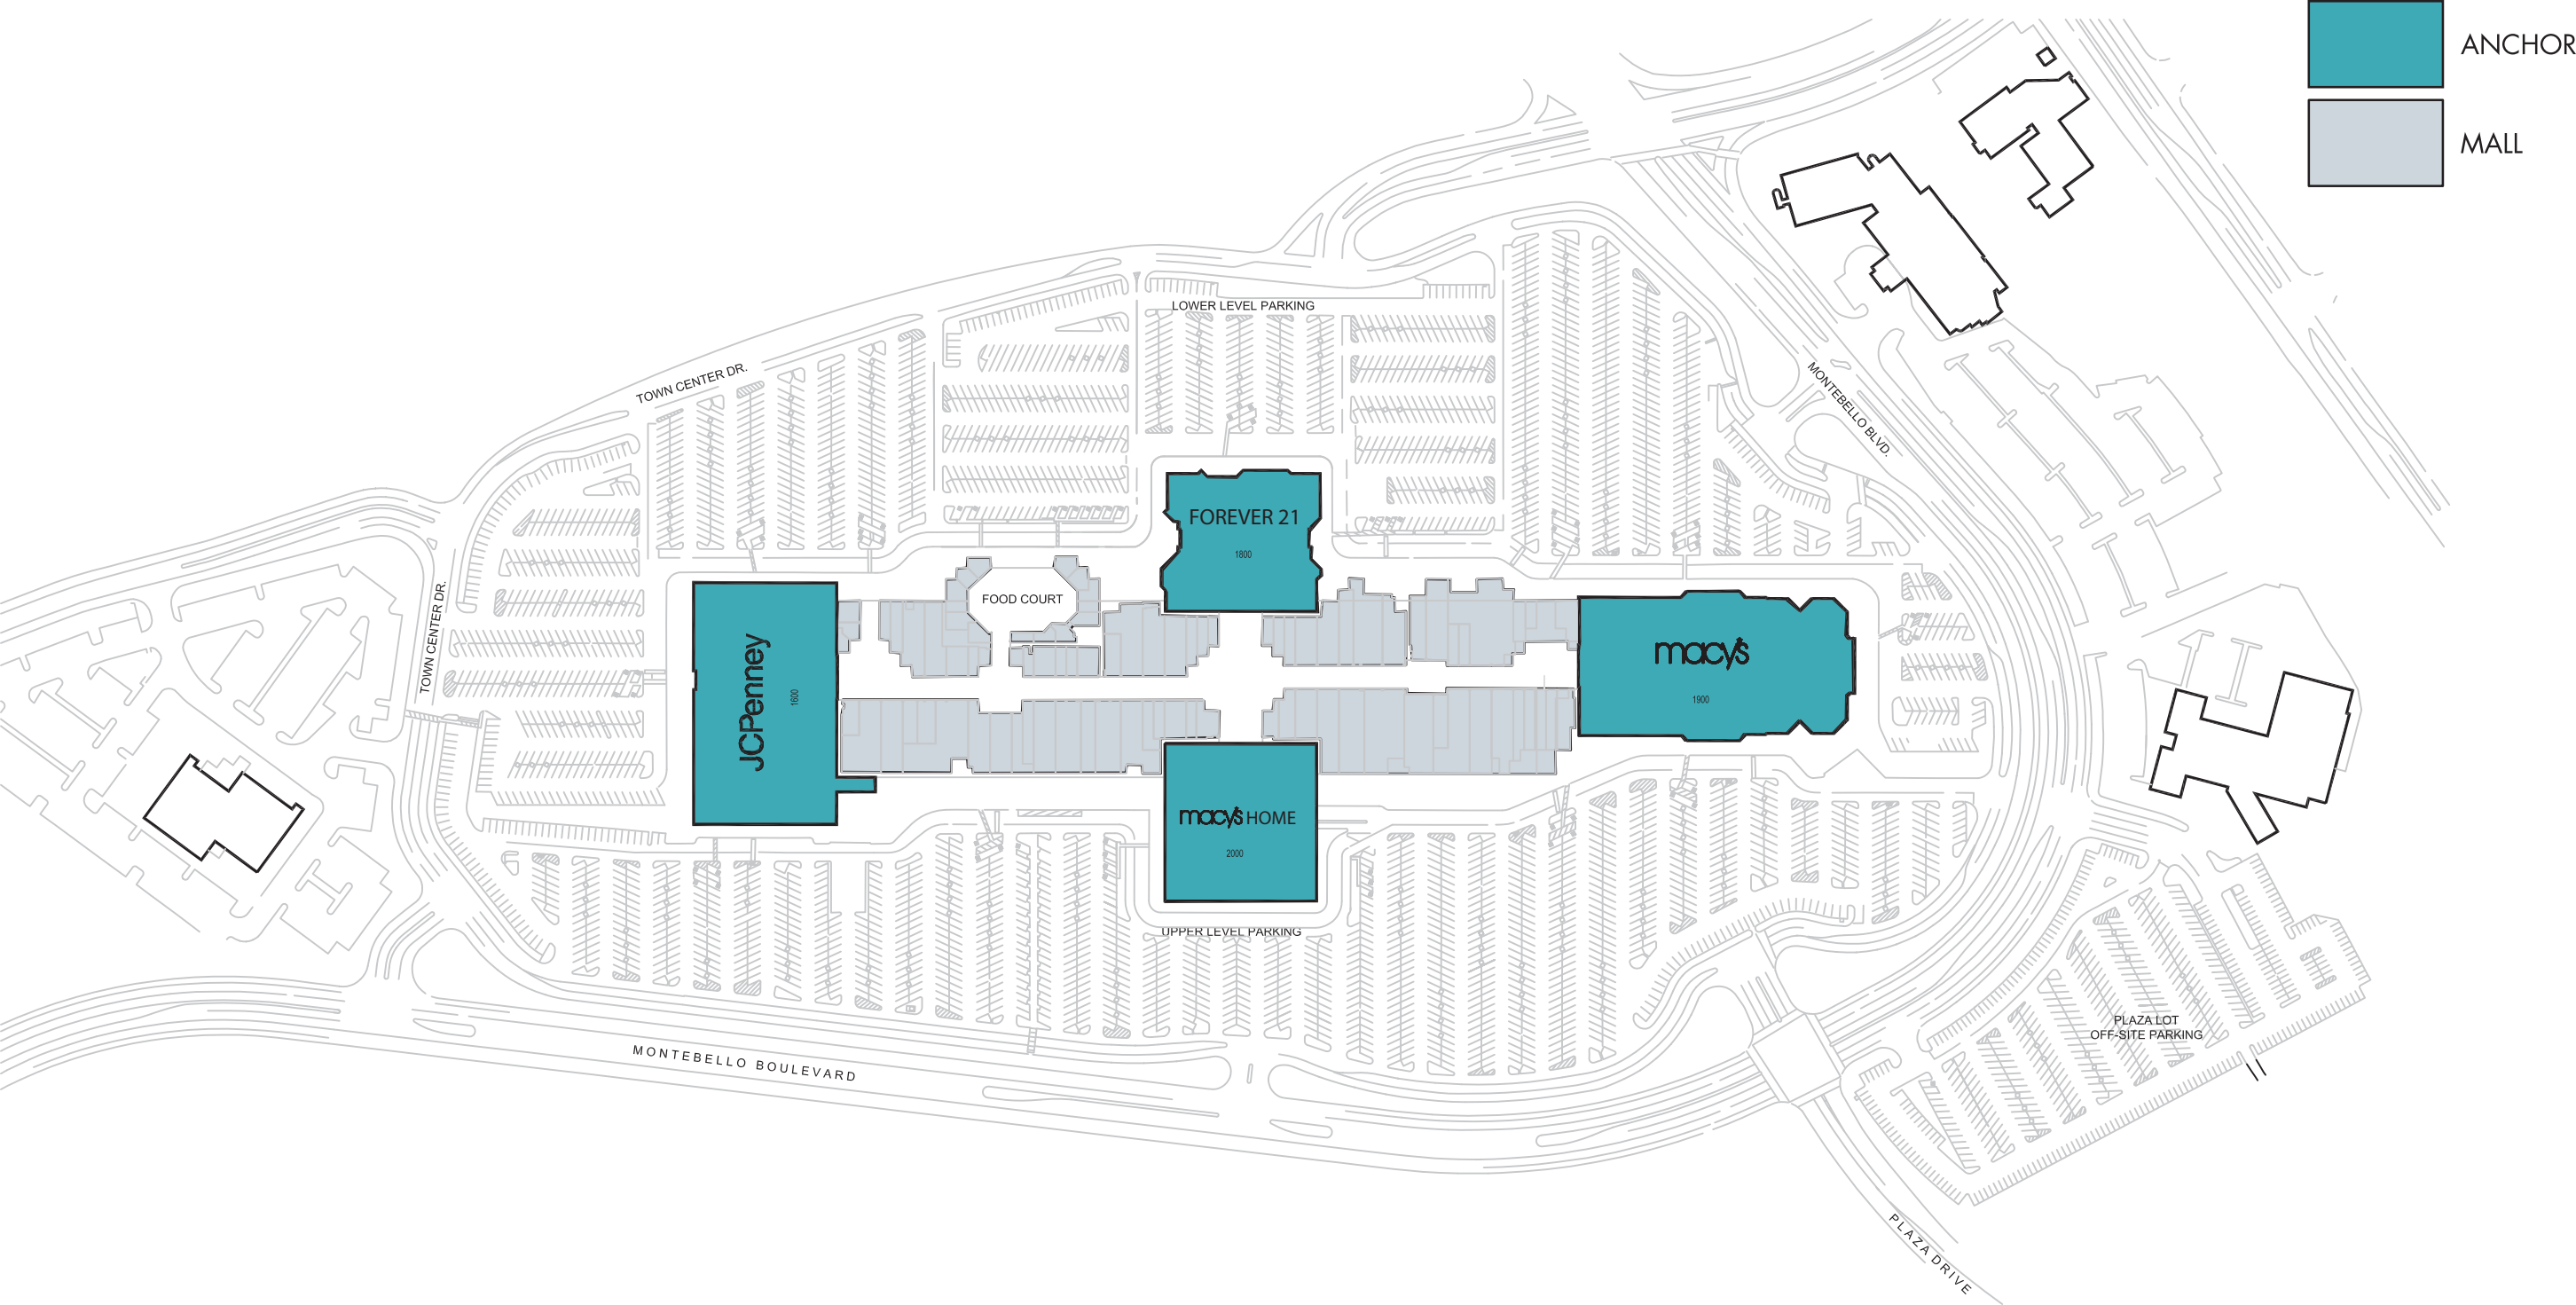 ANCHOR
MALL
LOWER LEVEL PARKING
TOWN CENTER DR.
MONTEBELLO BLVD.
FOREVER 21
1800
FOOD COURT
TOWN CENTER DR.
JCPenney
1600
macy's
1900
macy's HOME
2000
UPPER LEVEL PARKING
PLAZA LOT
OFF-SITE PARKING
MONTEBELLO BOULEVARD
PLAZA DRIVE